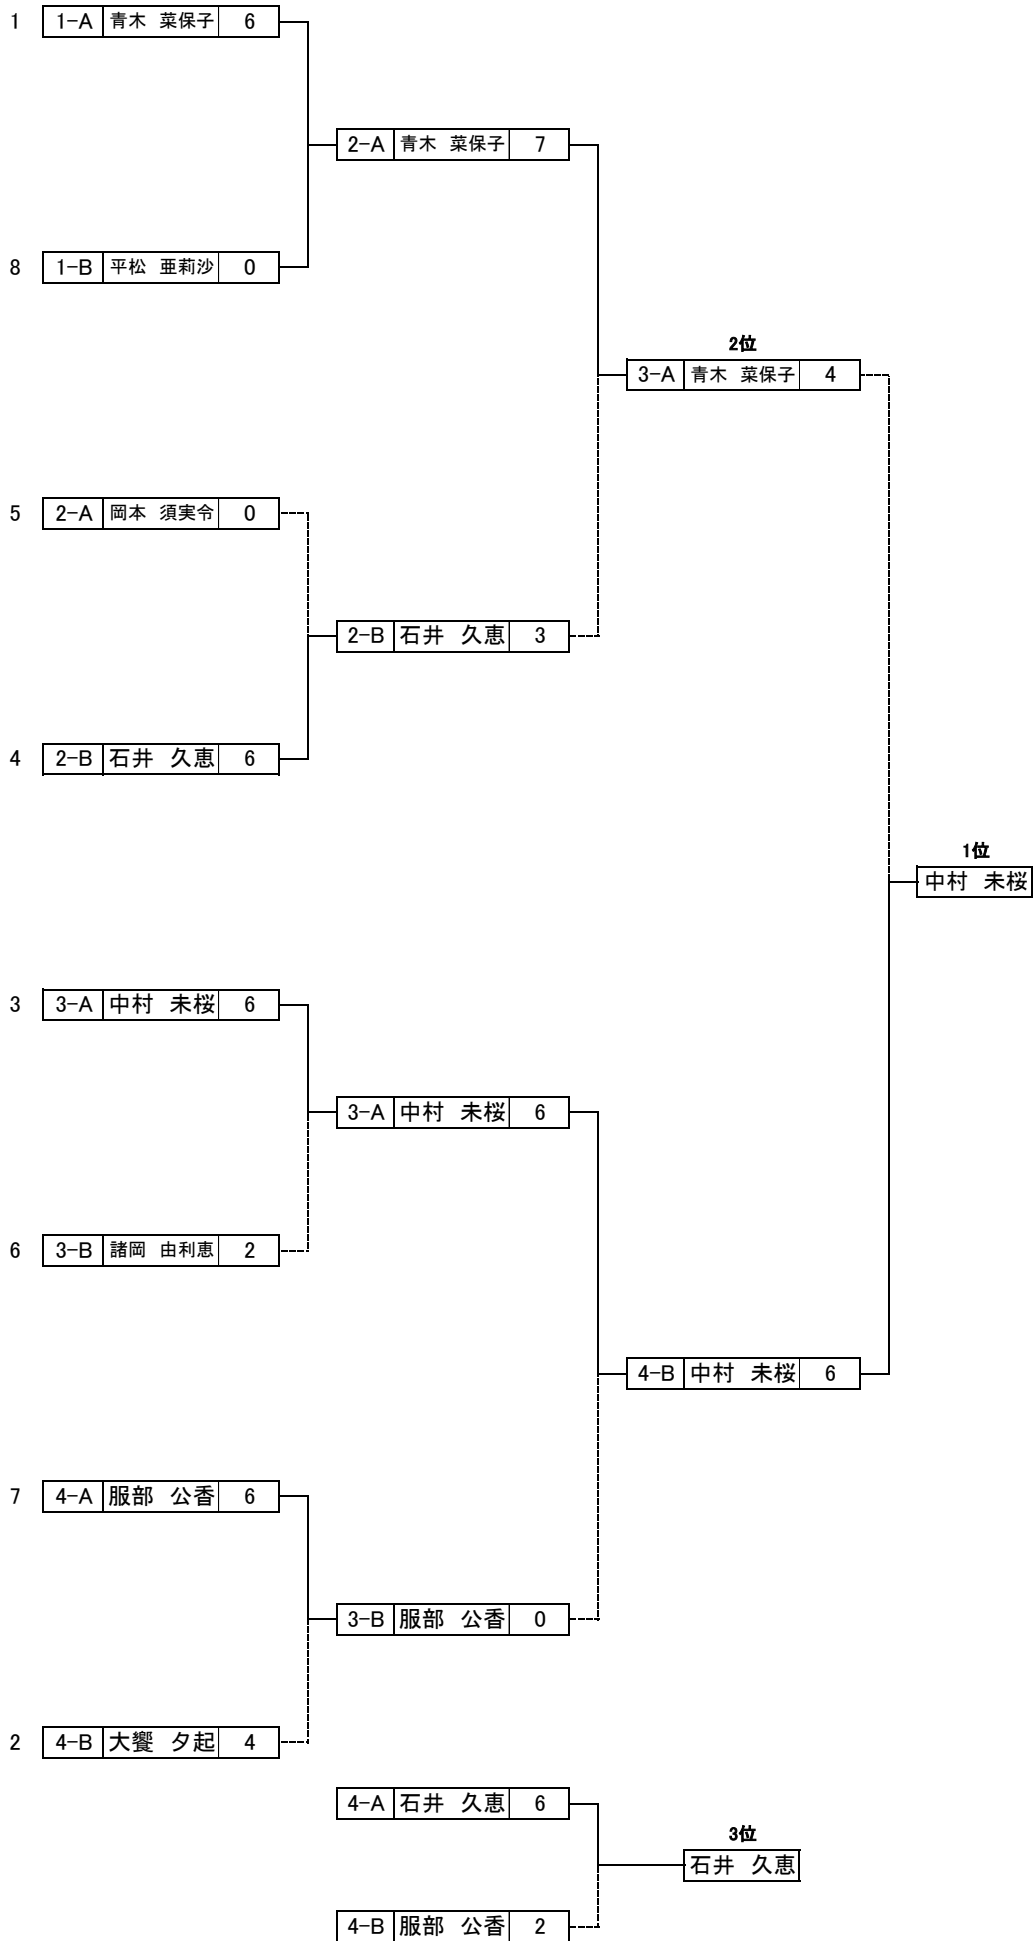 1 1-A 青木 菜保子 6
2-A 青木 菜保子 7
8 1-B 平松 亜莉沙 0
2位
3-A 青木 菜保子 4
5 2-A 岡本 須実令 0
2-B 石井 久恵 3
4 2-B 石井 久恵 6
1位
中村 未桜
3 3-A 中村 未桜 6
3-A 中村 未桜 6
6 3-B 諸岡 由利恵 2
4-B 中村 未桜 6
7 4-A 服部 公香 6
3-B 服部 公香 0
2 4-B 大饗 夕起 4
4-A 石井 久恵 6
3位
石井 久恵
4-B 服部 公香 2